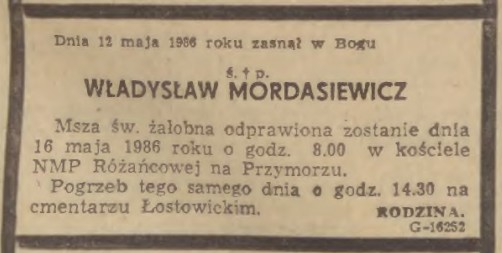 Dnia 12 maja 1986 roku zasnął w Bogu
ś. † p.
WŁADYSŁAW MORDASIEWICZ
Msza św. żałobna odprawiona zostanie dnia
16 maja 1986 roku o godz. 8.00 w kościele
NMP Różańcowej na Przymorzu.
Pogrzeb tego samego dnia o godz. 14.30 na
cmentarzu Łostowickim.
RODZINA.
G-16252